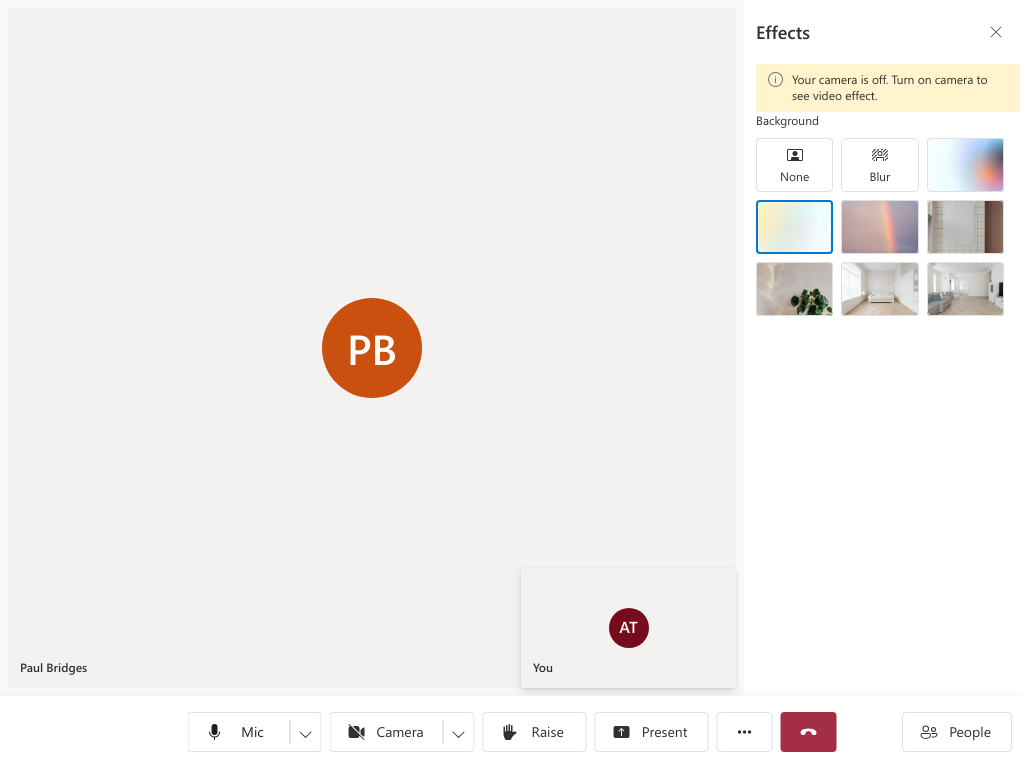 Effects
Your camera is off. Turn on camera to
see video effect.
Background
None
Blur
PB
AT
Paul Bridges
You
Mic
Camera
Raise
Present
People